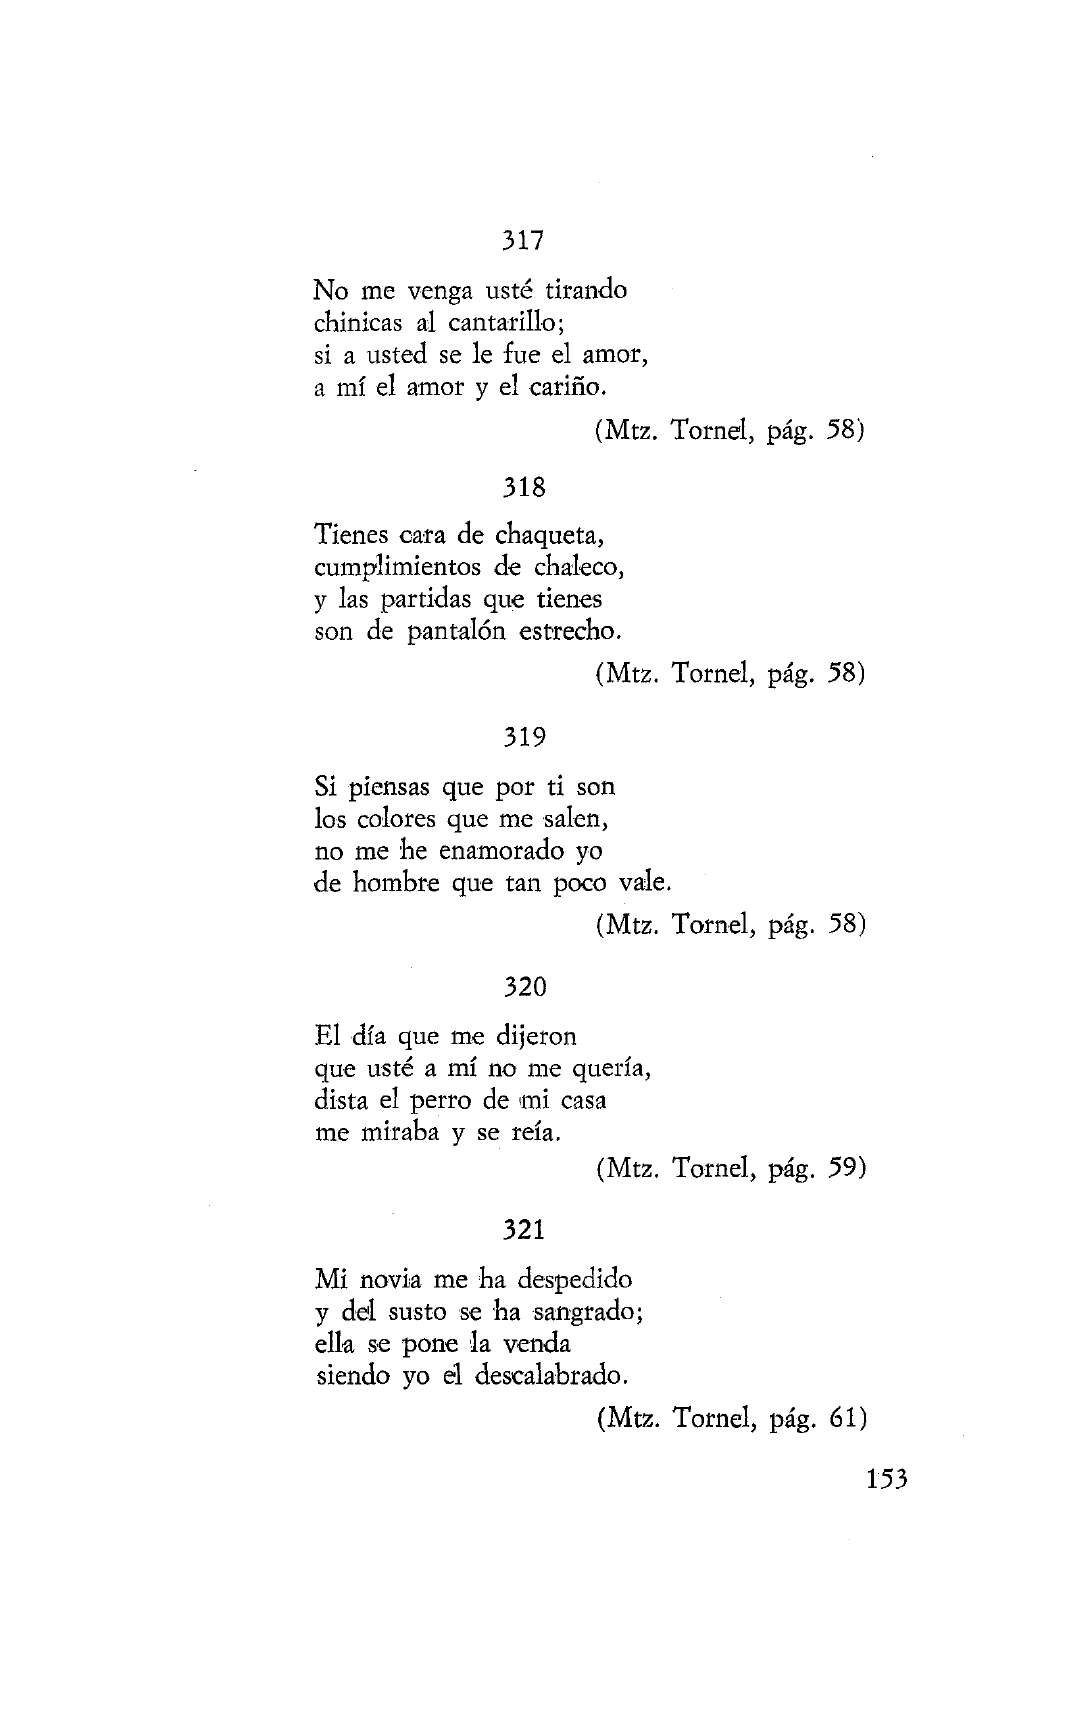 317
No me venga usté tirando
chinicas al cantarillo;
si a usted se le fue el amor,
a mí el amor y el cariño.
(Mtz. Tornel, pág. 58)
318
Tienes cara de chaqueta,
cumplimientos de chaleco,
y las partidas que tienes
son de pantalón estrecho.
(Mtz. Tornel, pág. 58)
319
Si piensas que por ti son
los colores que me salen,
no me he enamorado yo
de hombre que tan poco vale.
(Mtz. Tornel, pág. 58)
320
El día que me dijeron
que usté a mí no me quería,
dista el perro de mi casa
me miraba y se reía.
(Mtz. Tornel, pág. 59)
321
Mi novia me ha despedido
y del susto se ha sangrado;
ella se pone la venda
siendo yo el descalabrado.
(Mtz. Tornel, pág. 61)
153